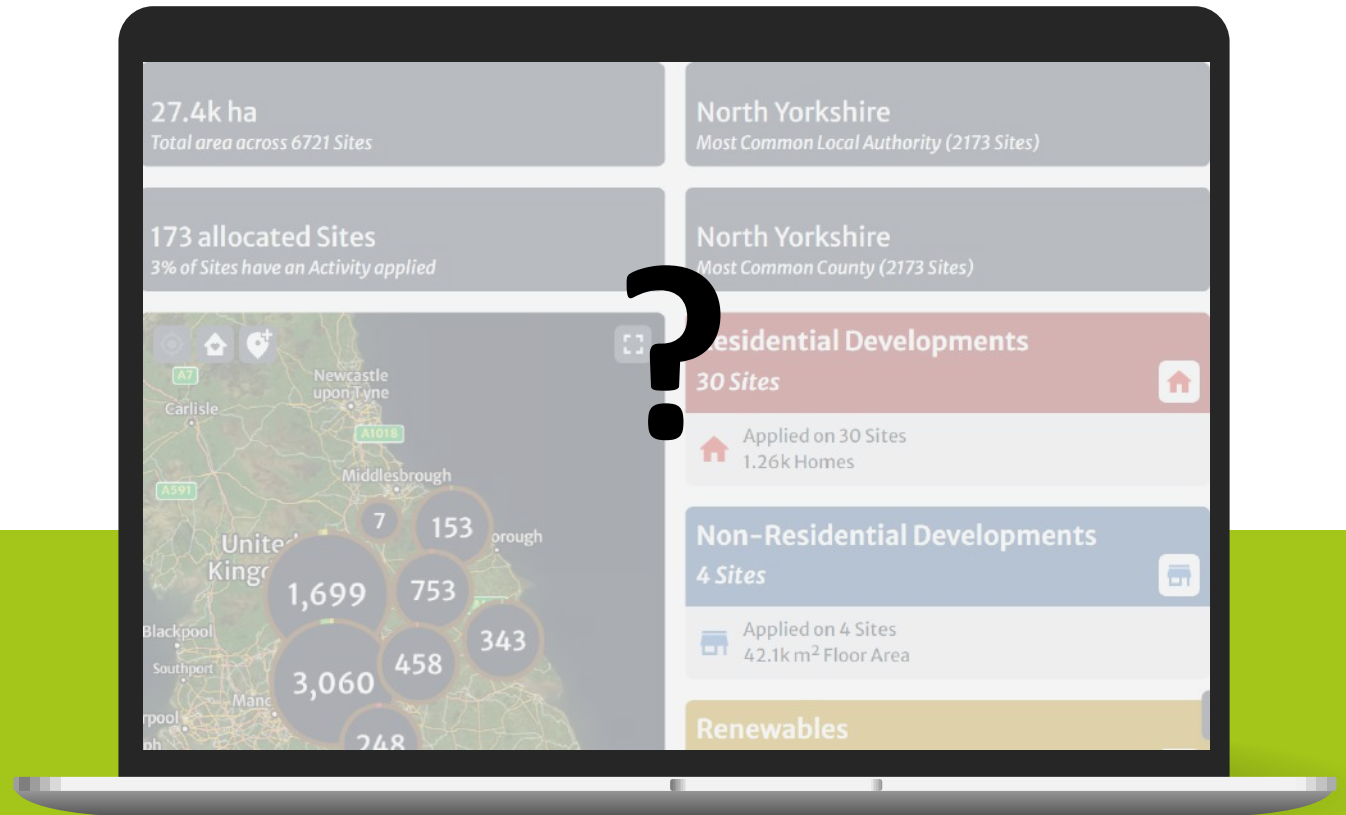 27.4k ha
Total area across 6721 Sites
North Yorkshire
Most Common Local Authority (2173 Sites)
173 allocated Sites
3% of Sites have an Activity applied
North Yorkshire
Most Common County (2173 Sites)
?
A7
Newcastle
upon Tyne
Carlisle
A1018
Middlesbrough
A591
7
153
orough
United
Kingd
1,699
753
343
Blackpool
458
Southport
3,060
Manc
rpool
248
ph
esidential Developments
30 Sites
Applied on 30 Sites
1.26k Homes
Non-Residential Developments
4 Sites
Applied on 4 Sites
42.1k m² Floor Area
Renewables